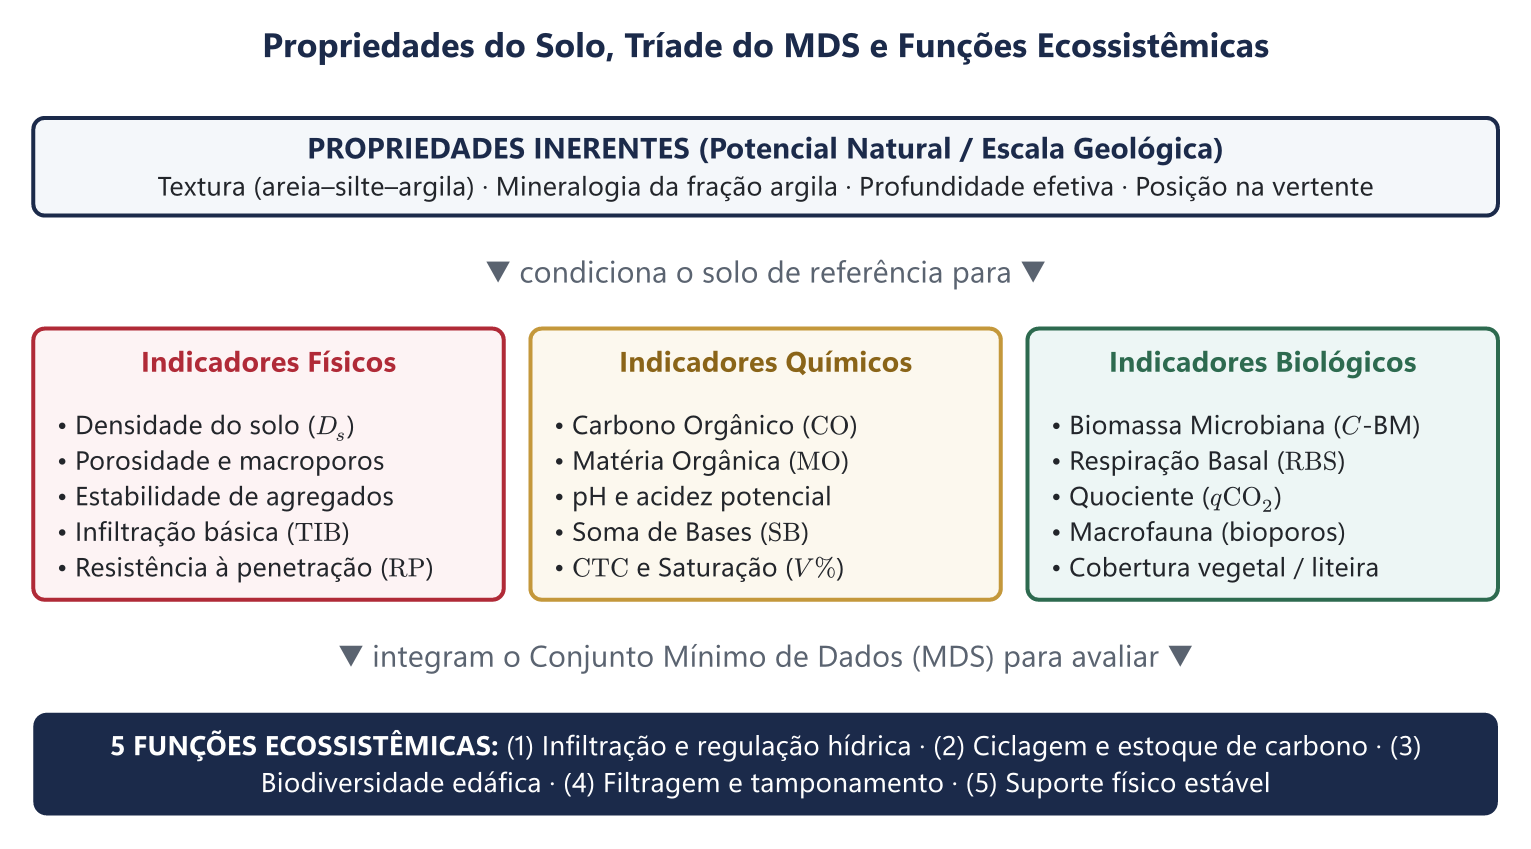 Propriedades do Solo, Tríade do MDS e Funções Ecossistêmicas
PROPRIEDADES INERENTES (Potencial Natural / Escala Geológica)
Textura (areia–silte–argila) · Mineralogia da fração argila · Profundidade efetiva · Posição na vertente
▼ condiciona o solo de referência para ▼
Indicadores Físicos
• Densidade do solo (Dₛ)
• Porosidade e macroporos
• Estabilidade de agregados
• Infiltração básica (TIB)
• Resistência à penetração (RP)
Indicadores Químicos
• Carbono Orgânico (CO)
• Matéria Orgânica (MO)
• pH e acidez potencial
• Soma de Bases (SB)
• CTC e Saturação (V%)
Indicadores Biológicos
• Biomassa Microbiana (C-BM)
• Respiração Basal (RBS)
• Quociente (qCO₂)
• Macrofauna (bioporos)
• Cobertura vegetal / liteira
▼ integram o Conjunto Mínimo de Dados (MDS) para avaliar ▼
5 FUNÇÕES ECOSSISTÊMICAS: (1) Infiltração e regulação hídrica · (2) Ciclagem e estoque de carbono · (3)
Biodiversidade edáfica · (4) Filtragem e tamponamento · (5) Suporte físico estável